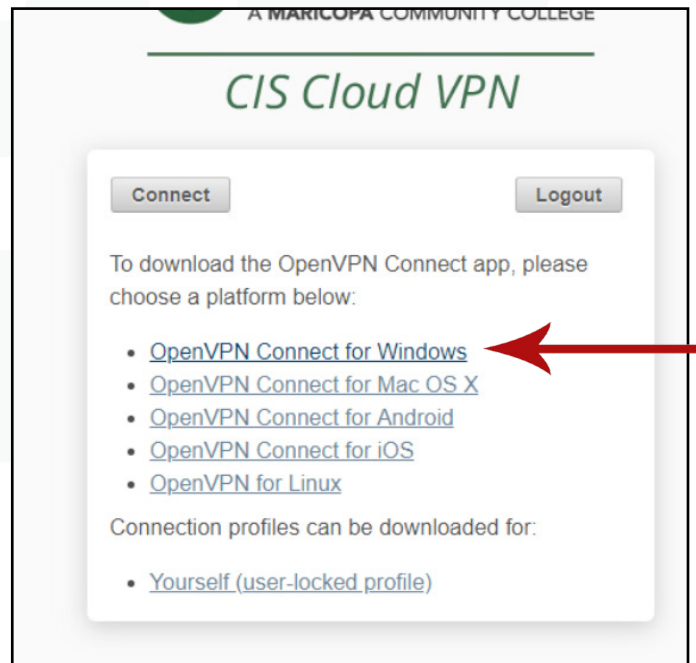 A MARICOPA COMMUNITY COLLEGE
CIS Cloud VPN
Connect
Logout
To download the OpenVPN Connect app, please
choose a platform below:
• OpenVPN Connect for Windows
• OpenVPN Connect for Mac OS X
• OpenVPN Connect for Android
• OpenVPN Connect for iOS
• OpenVPN for Linux
Connection profiles can be downloaded for:
• Yourself (user-locked profile)